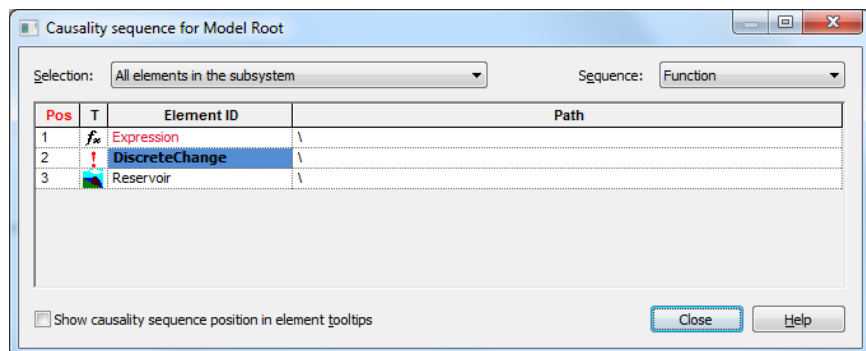 Causality sequence for Model Root
Selection: All elements in the subsystem Sequence: Function
Pos T Element ID Path
1 fx Expression \
2 ! DiscreteChange \
3 Reservoir \
Show causality sequence position in element tooltips Close Help